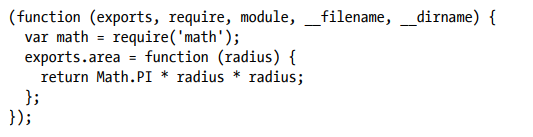 (function (exports, require, module, __filename, __dirname) {
  var math = require('math');
  exports.area = function (radius) {
    return Math.PI * radius * radius;
  };
});